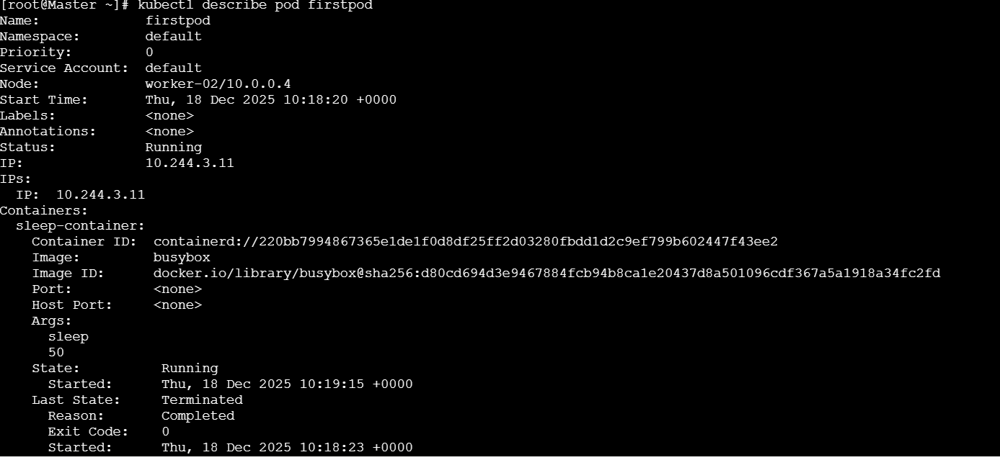 [root@Master ~]# kubectl describe pod firstpod
Name:             firstpod
Namespace:        default
Priority:         0
Service Account:  default
Node:             worker-02/10.0.0.4
Start Time:       Thu, 18 Dec 2025 10:18:20 +0000
Labels:           <none>
Annotations:      <none>
Status:           Running
IP:               10.244.3.11
IPs:
  IP:  10.244.3.11
Containers:
  sleep-container:
    Container ID:  containerd://220bb7994867365e1de1f0d8df25ff2d03280fbdd1d2c9ef799b602447f43ee2
    Image:         busybox
    Image ID:      docker.io/library/busybox@sha256:d80cd694d3e9467884fcb94b8ca1e20437d8a501096cdf367a5a1918a34fc2fd
    Port:          <none>
    Host Port:     <none>
    Args:
      sleep
      50
    State:          Running
      Started:      Thu, 18 Dec 2025 10:19:15 +0000
    Last State:     Terminated
      Reason:       Completed
      Exit Code:    0
      Started:      Thu, 18 Dec 2025 10:18:23 +0000